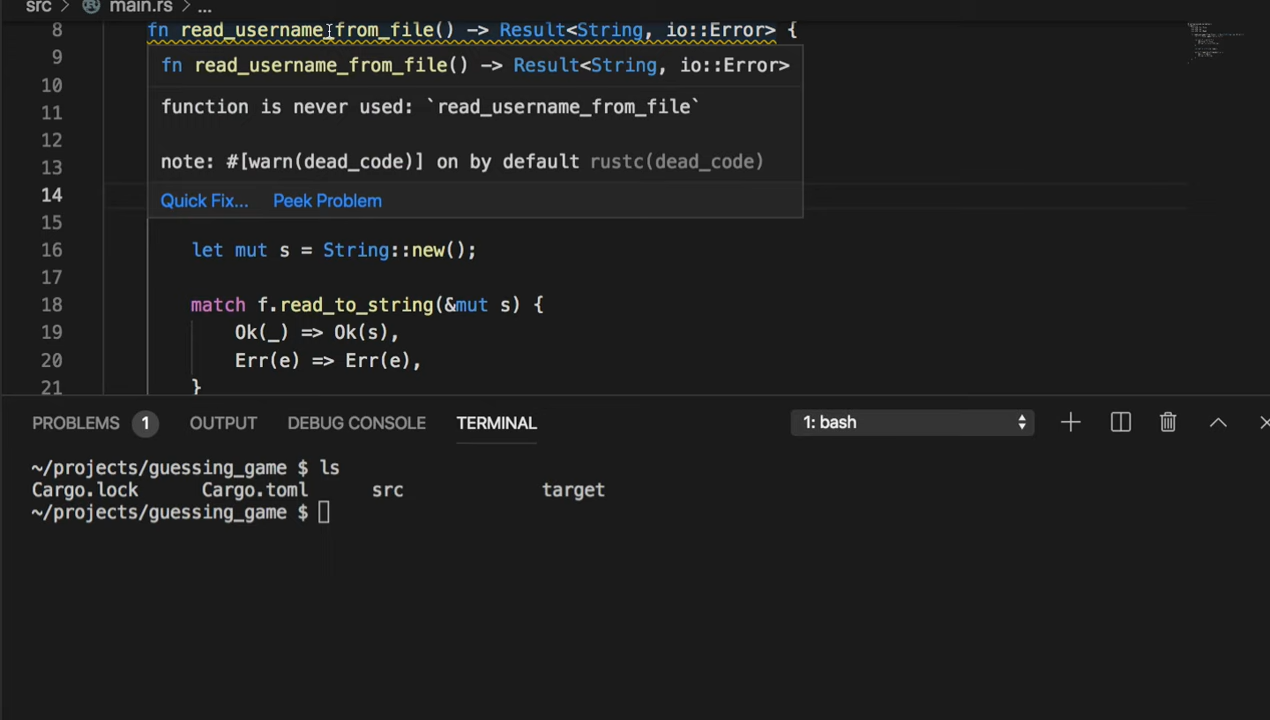 src > main.rs > ...
8 fn read_username_from_file() -> Result<String, io::Error> {
9 fn read_username_from_file() -> Result<String, io::Error>
10
11 function is never used: `read_username_from_file`
12
13 note: #[warn(dead_code)] on by default rustc(dead_code)
14 Quick Fix... Peek Problem
15
16 let mut s = String::new();
17
18 match f.read_to_string(&mut s) {
19 Ok(_) => Ok(s),
20 Err(e) => Err(e),
21 }
PROBLEMS 1 OUTPUT DEBUG CONSOLE TERMINAL 1: bash
~/projects/guessing_game $ ls
Cargo.lock Cargo.toml src target
~/projects/guessing_game $